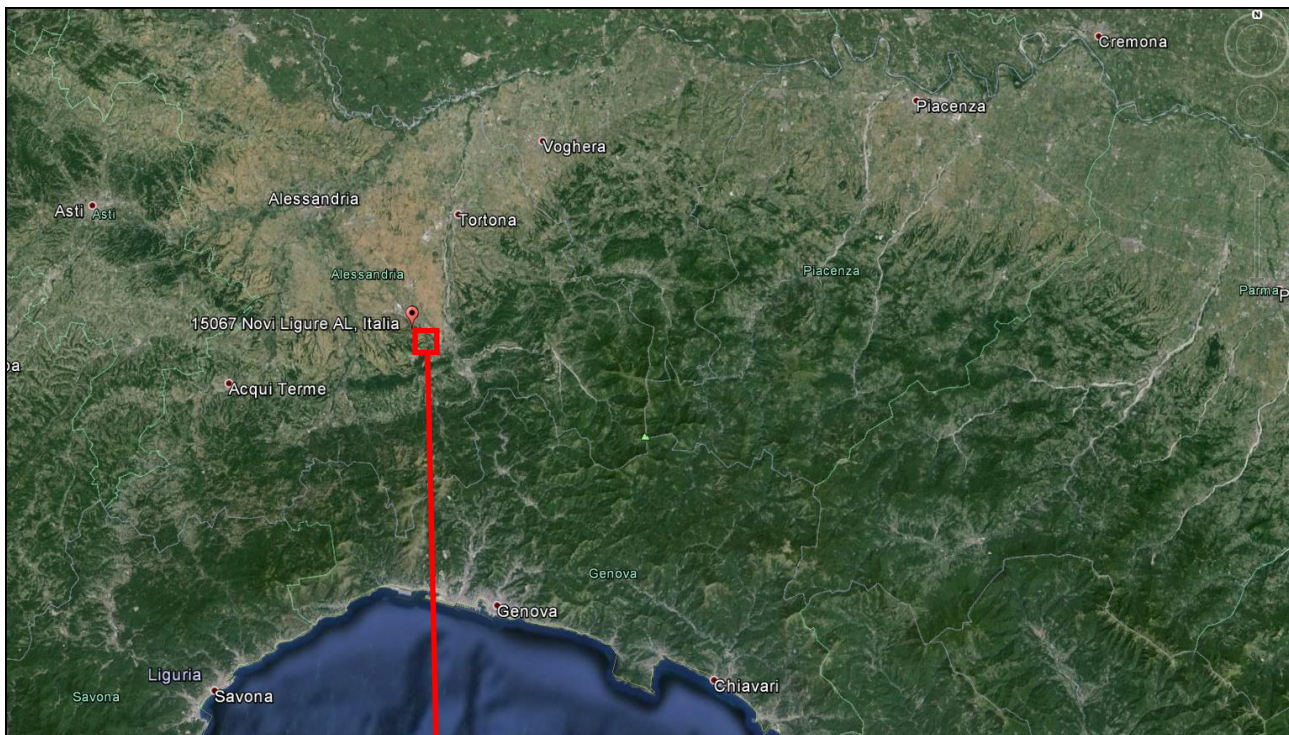 N
Cremona
Piacenza
Voghera
Asti
Asti
Alessandria
Tortona
Alessandria
Piacenza
Parma
P
15067 Novi Ligure AL, Italia
ba
Acqui Terme
Genova
Genova
Liguria
Savona
Savona
Chiavari